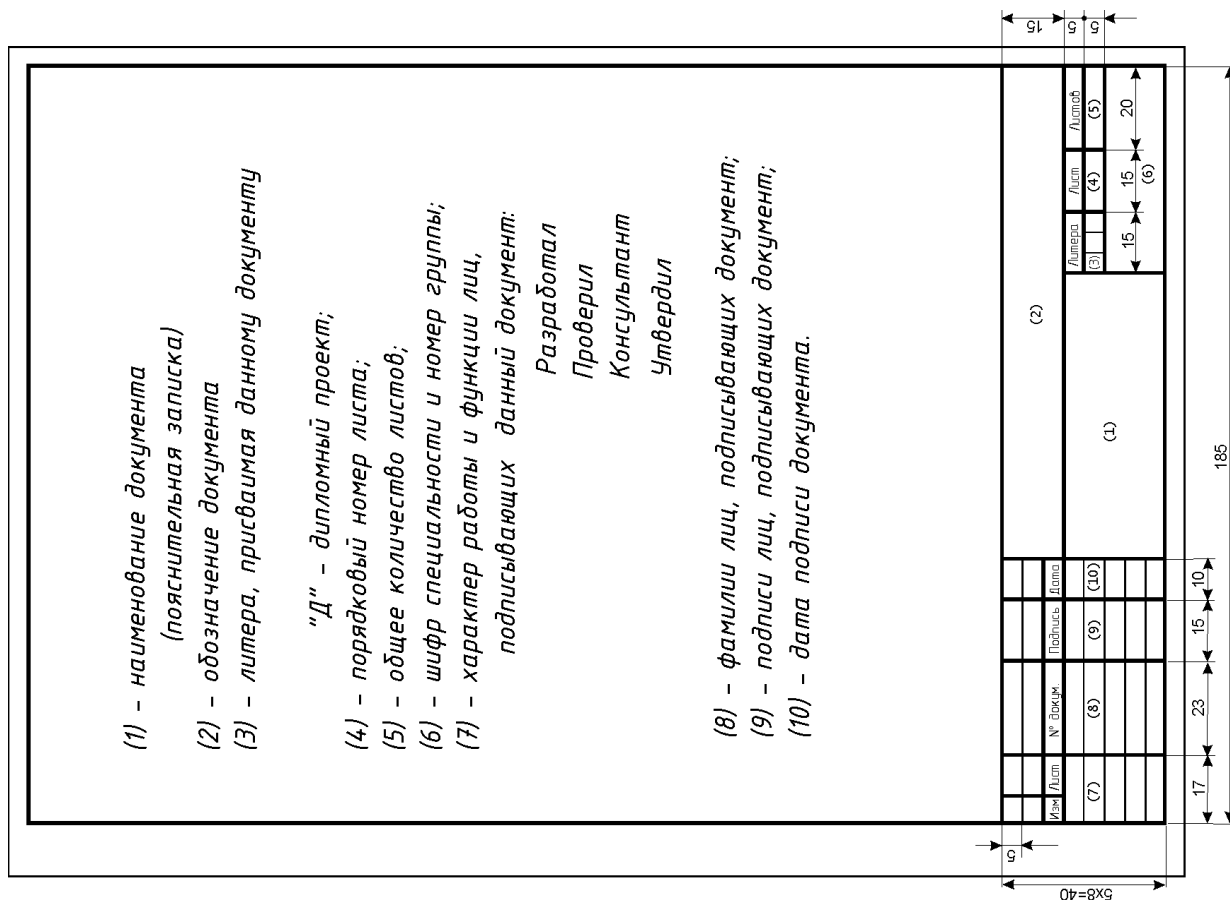 (1) – наименование документа
(пояснительная записка)
(2) – обозначение документа
(3) – литера, присваимая данному документу
"Д" – дипломный проект;
(4) – порядковый номер листа;
(5) – общее количество листов;
(6) – шифр специальности и номер группы;
(7) – характер работы и функции лиц,
подписывающих данный документ:
Разработал
Проверил
Консультант
Утвердил
(8) – фамилии лиц, подписывающих документ;
(9) – подписи лиц, подписывающих документ;
(10) – дата подписи документа.
5
5x8=40
15
5
5
(2)
Изм Лист № докум. Подпись Дата
Литера Лист Листов
(7) (8) (9) (10)
(3) (4) (5)
(1)
15 15 20
(6)
17 23 15 10
185